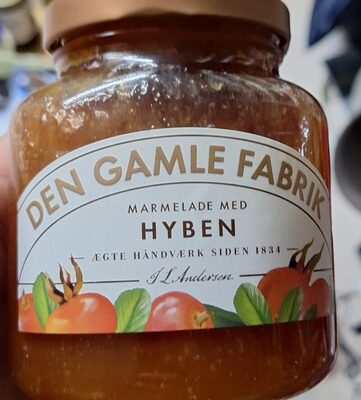 DEN GAMLE FABRIK
MARMELADE MED
HYBEN
ÆGTE HÅNDVÆRK SIDEN 1834
J L Andersen